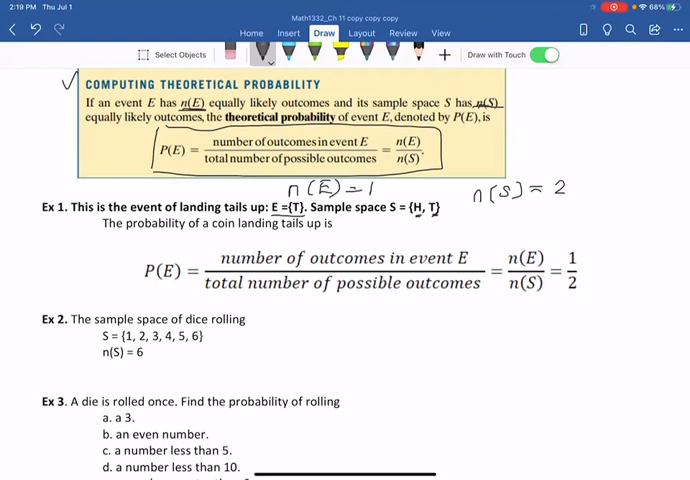 2:19 PM Thu Jul 1
68%
Math1332_Ch 11 copy copy copy
Home Insert Draw Layout Review View
Select Objects
Draw with Touch
COMPUTING THEORETICAL PROBABILITY
If an event E has n(E) equally likely outcomes and its sample space S has n(S)
equally likely outcomes, the theoretical probability of event E, denoted by P(E), is
P(E) = number of outcomes in event E / total number of possible outcomes = n(E) / n(S).
n(E) = 1
n(S) = 2
Ex 1. This is the event of landing tails up: E ={T}. Sample space S = {H, T}
The probability of a coin landing tails up is
P(E) = number of outcomes in event E / total number of possible outcomes = n(E) / n(S) = 1 / 2
Ex 2. The sample space of dice rolling
S = {1, 2, 3, 4, 5, 6}
n(S) = 6
Ex 3. A die is rolled once. Find the probability of rolling
a. a 3.
b. an even number.
c. a number less than 5.
d. a number less than 10.